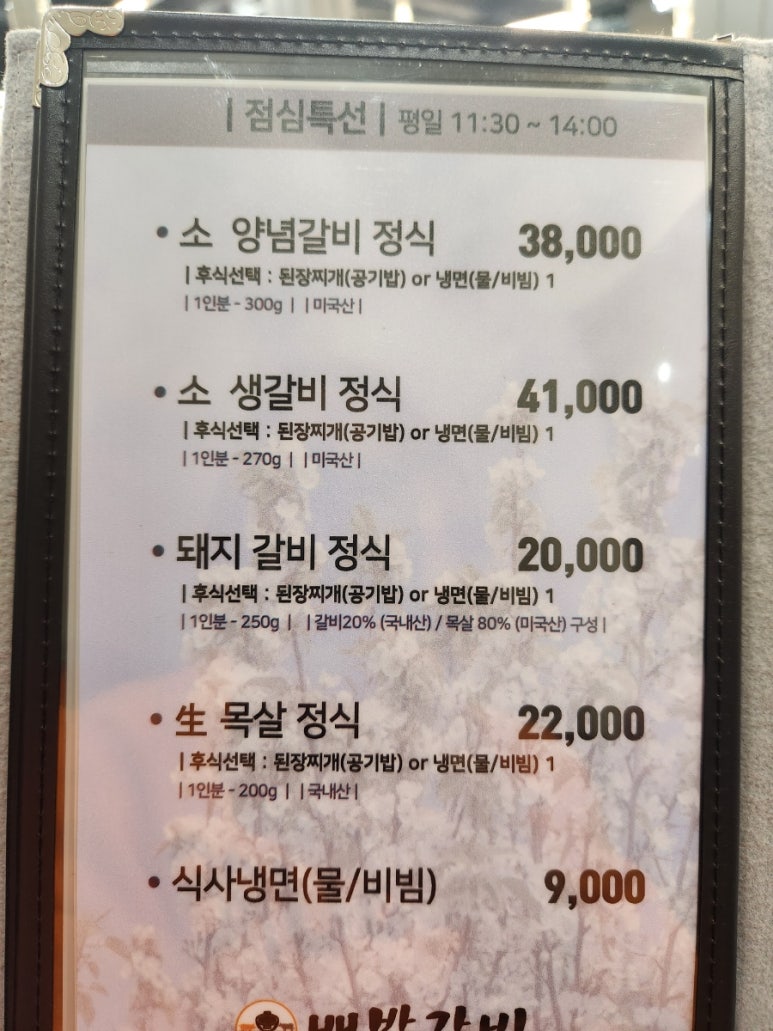 | 점심특선 | 평일 11:30 ~ 14:00
• 소 양념갈비 정식 38,000
| 후식선택 : 된장찌개(공기밥) or 냉면(물/비빔) 1
| 1인분 - 300g | | 미국산 |
• 소 생갈비 정식 41,000
| 후식선택 : 된장찌개(공기밥) or 냉면(물/비빔) 1
| 1인분 - 270g | | 미국산 |
• 돼지 갈비 정식 20,000
| 후식선택 : 된장찌개(공기밥) or 냉면(물/비빔) 1
| 1인분 - 250g | | 갈비20% (국내산) / 목살 80% (미국산) 구성 |
• 生 목살 정식 22,000
| 후식선택 : 된장찌개(공기밥) or 냉면(물/비빔) 1
| 1인분 - 200g | | 국내산 |
• 식사냉면(물/비빔) 9,000